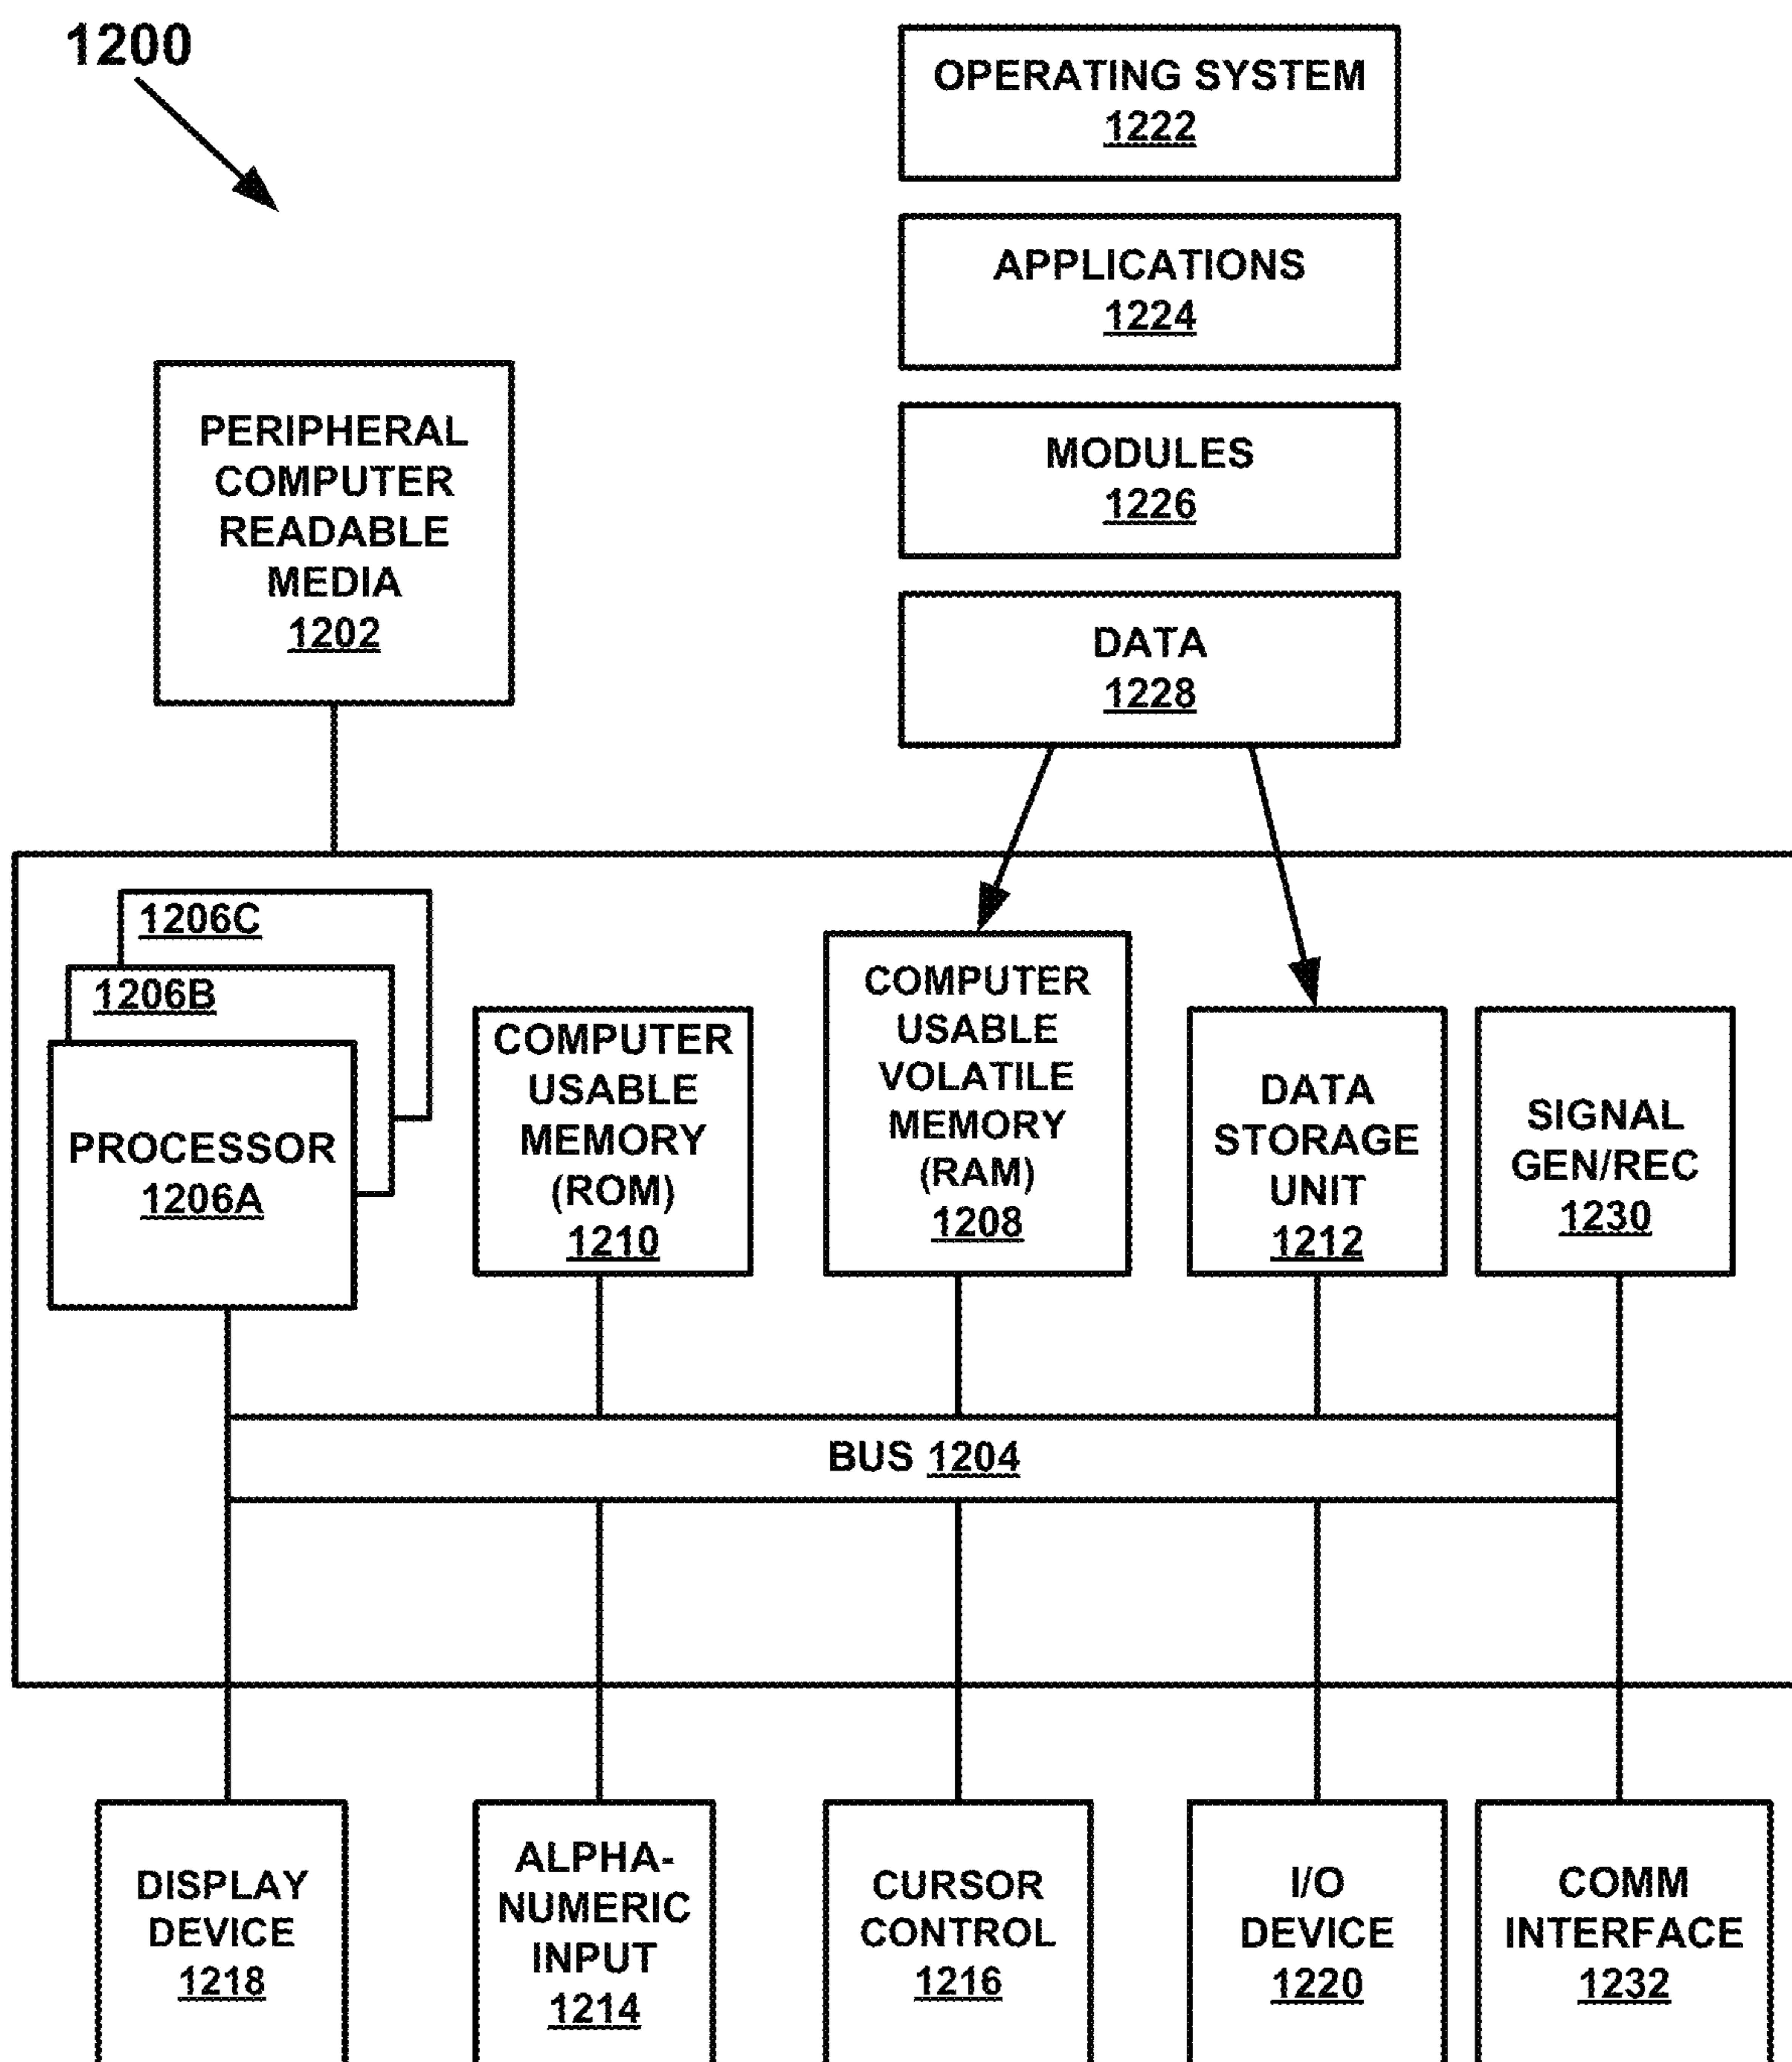 1200
OPERATING SYSTEM
1222
APPLICATIONS
1224
MODULES
1226
DATA
1228
PERIPHERAL
COMPUTER
READABLE
MEDIA
1202
1206C
1206B
PROCESSOR
1206A
COMPUTER
USABLE
MEMORY
(ROM)
1210
COMPUTER
USABLE
VOLATILE
MEMORY
(RAM)
1208
DATA
STORAGE
UNIT
1212
SIGNAL
GEN/REC
1230
BUS 1204
DISPLAY
DEVICE
1218
ALPHA-
NUMERIC
INPUT
1214
CURSOR
CONTROL
1216
I/O
DEVICE
1220
COMM
INTERFACE
1232